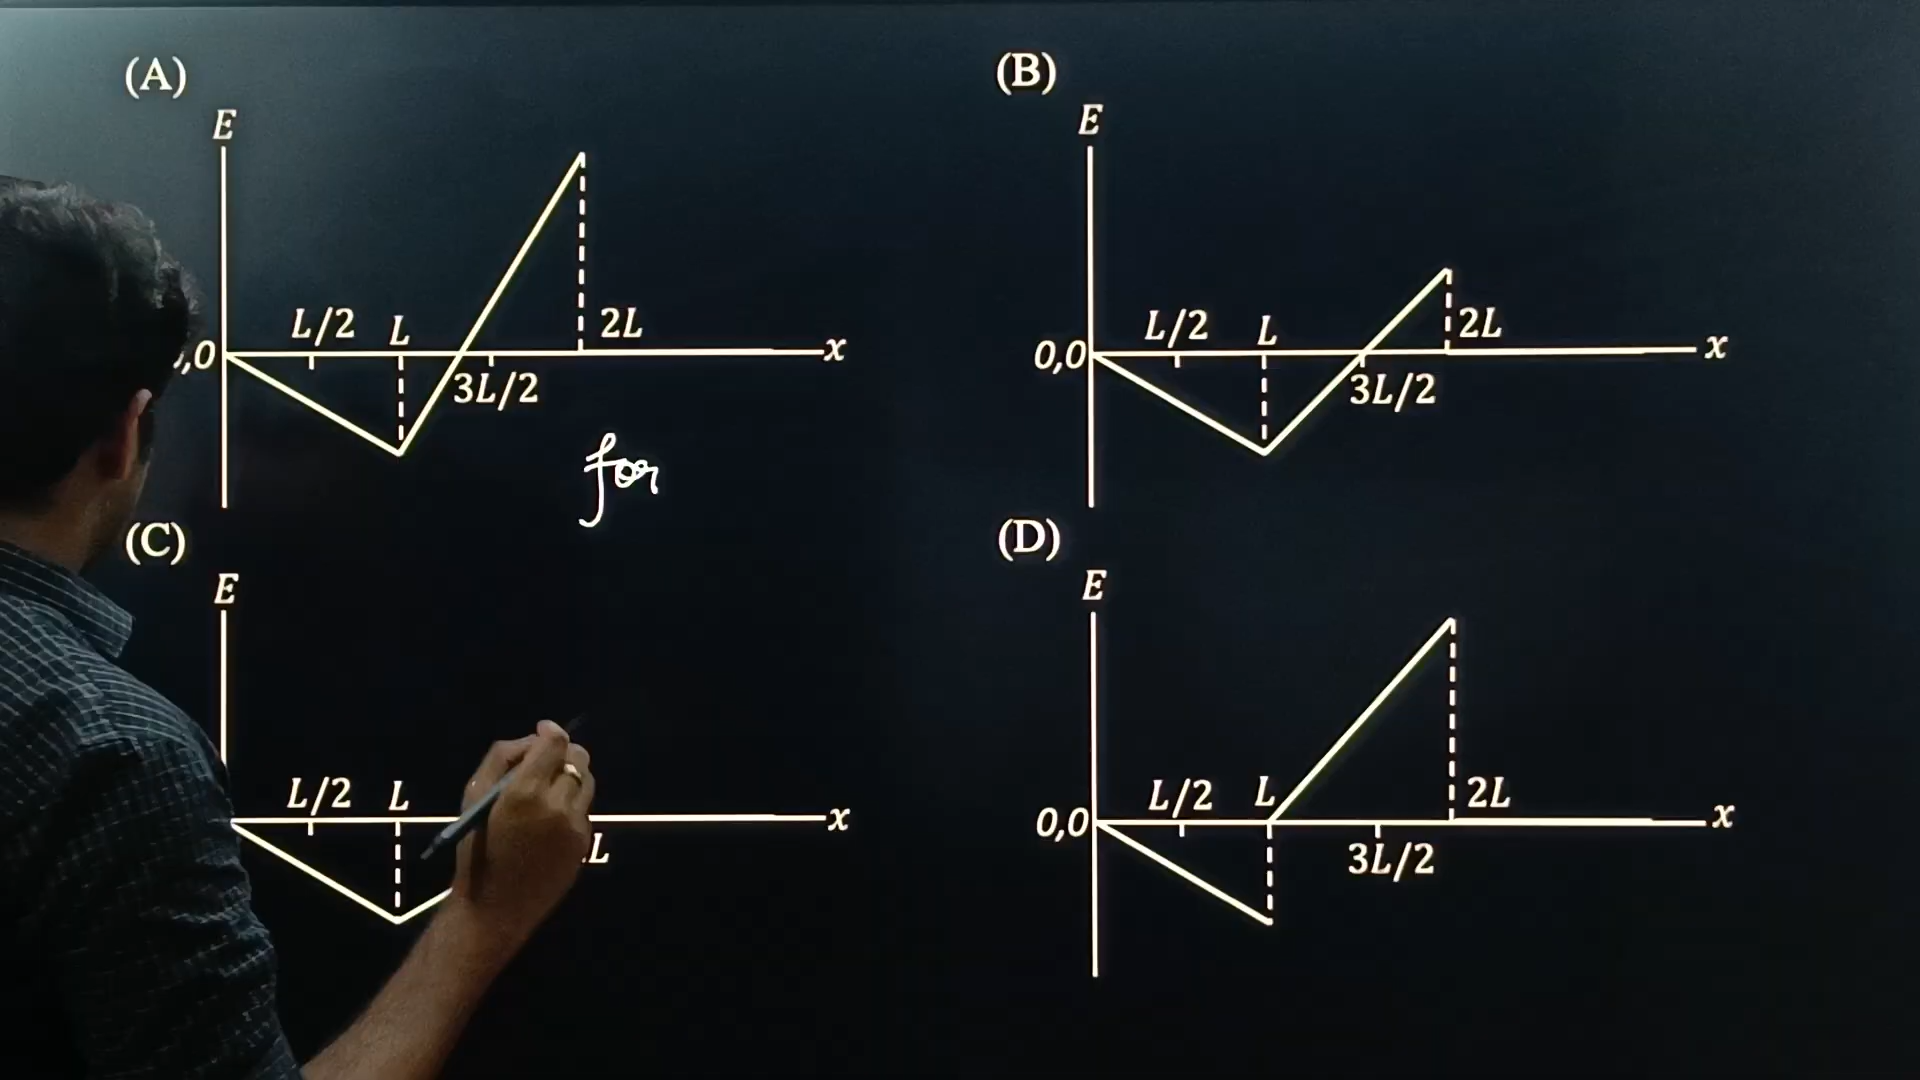 (A)
E
L/2 L 2L
,0 x
3L/2
(B)
E
L/2 L 2L
0,0 x
3L/2
for
(C)
E
L/2 L
x
L
(D)
E
L/2 L 2L
0,0 x
3L/2